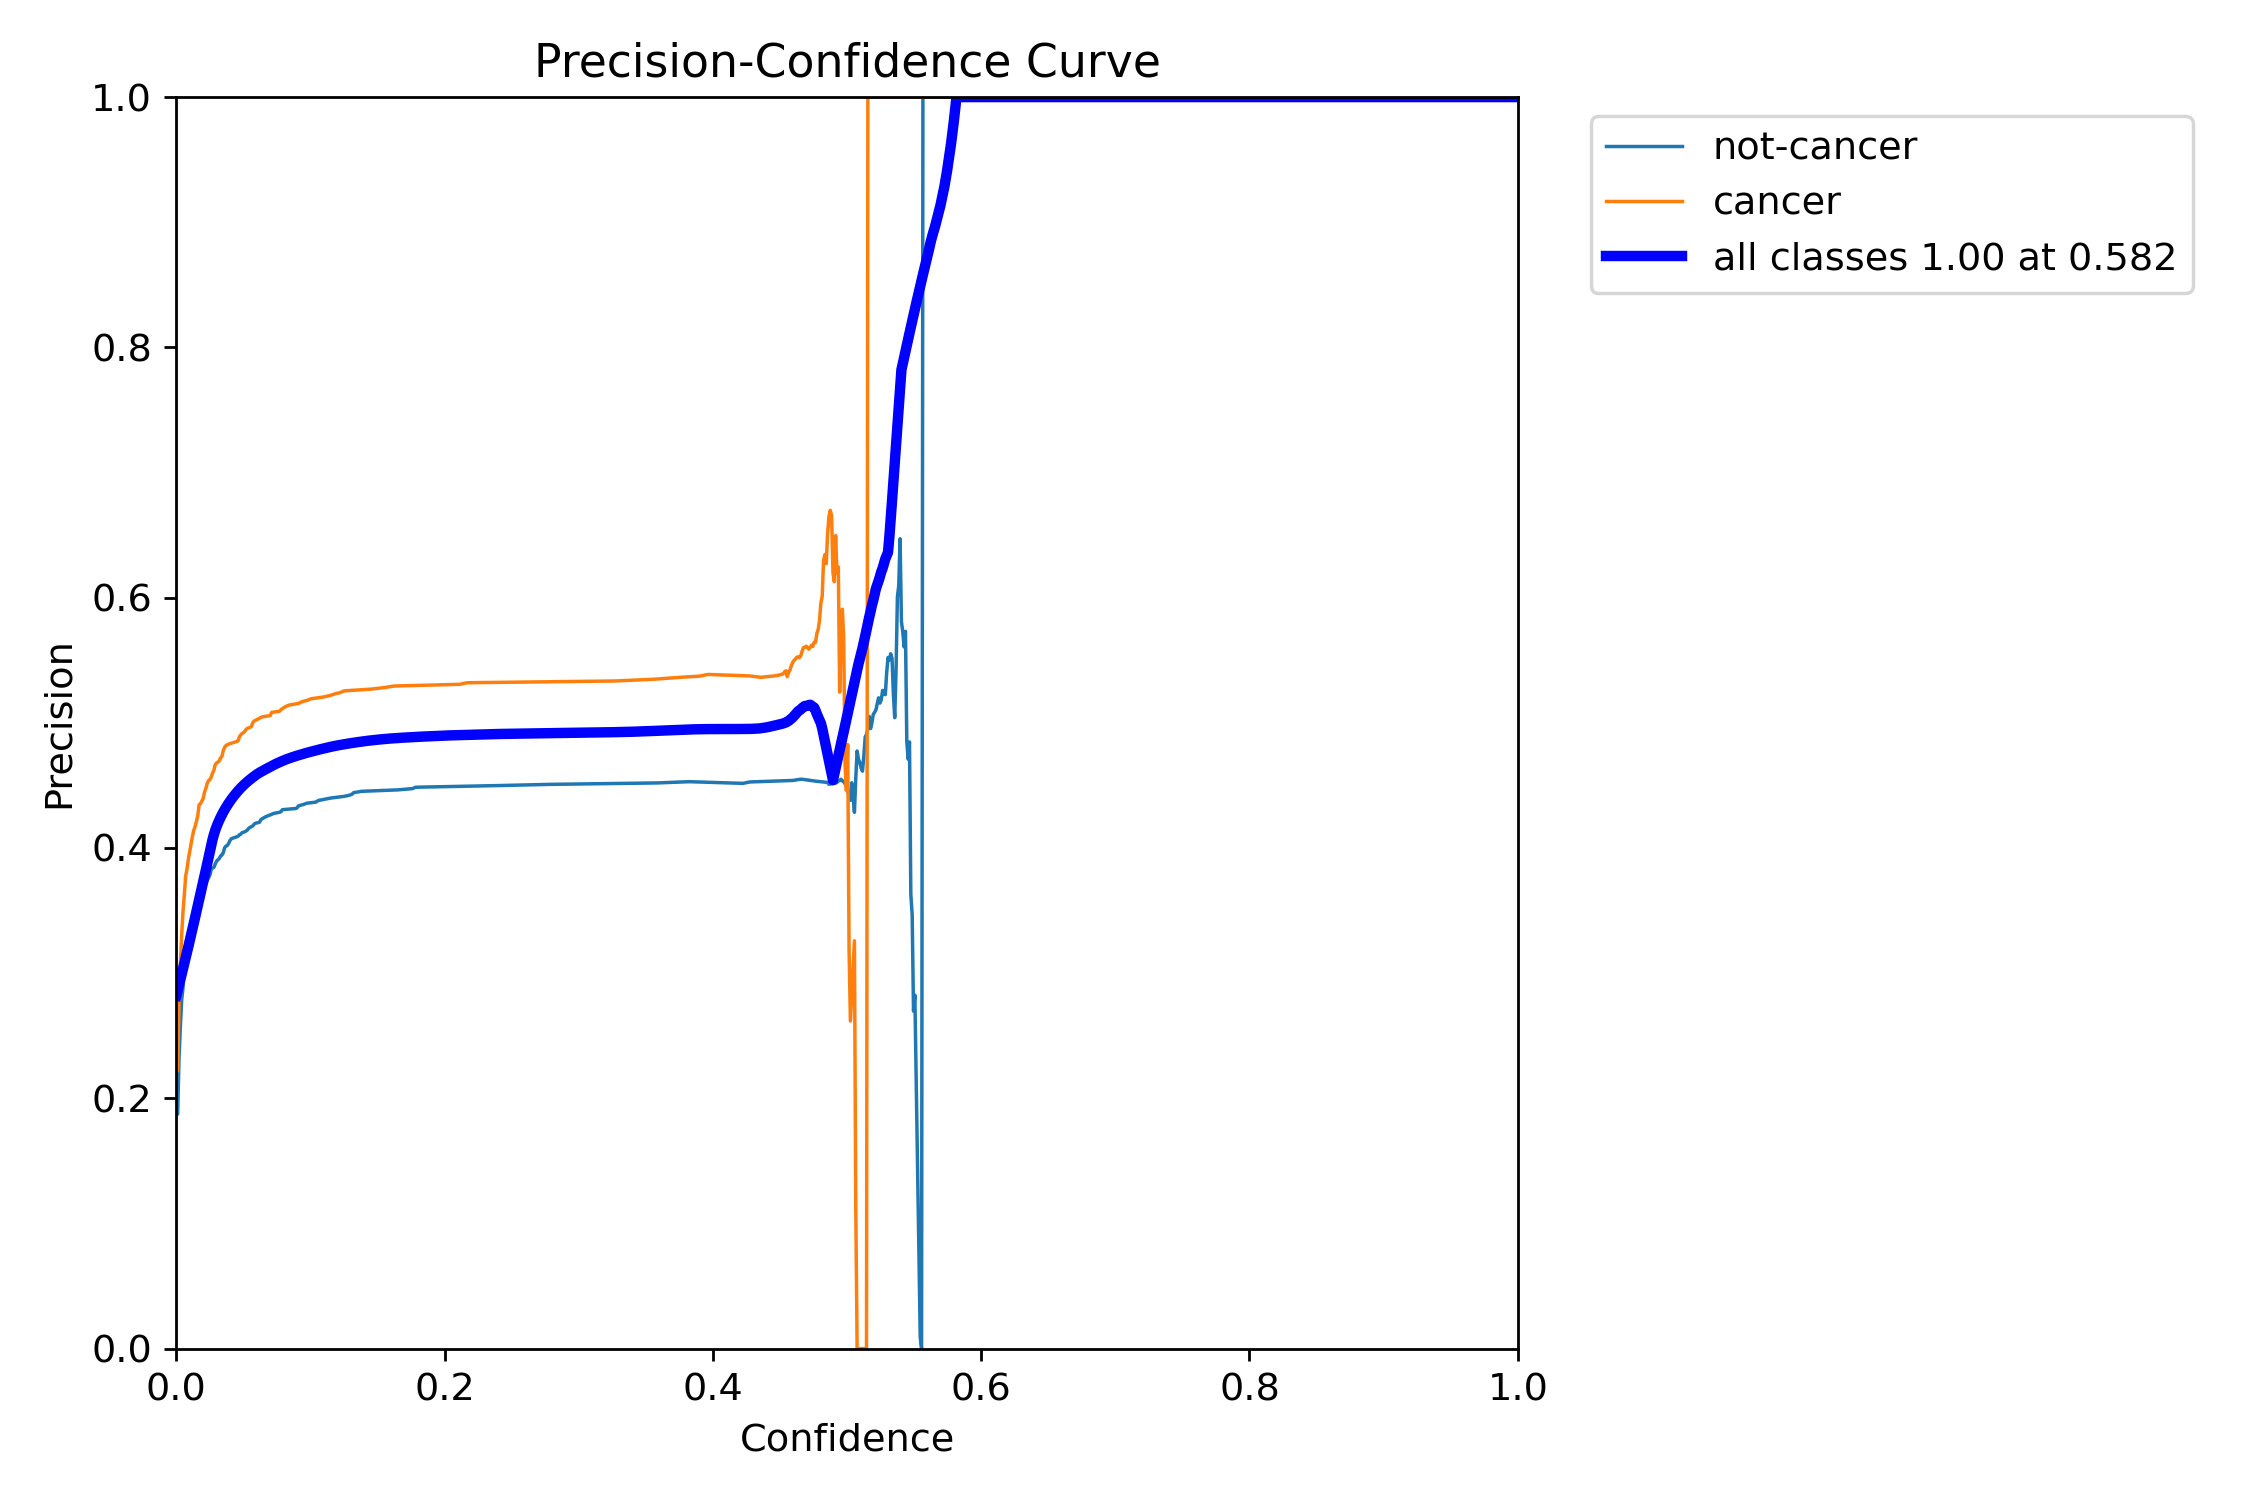 Precision-Confidence Curve
1.0
0.8
0.6
0.4
0.2
0.0
Precision
0.0 0.2 0.4 0.6 0.8 1.0
Confidence
not-cancer
cancer
all classes 1.00 at 0.582